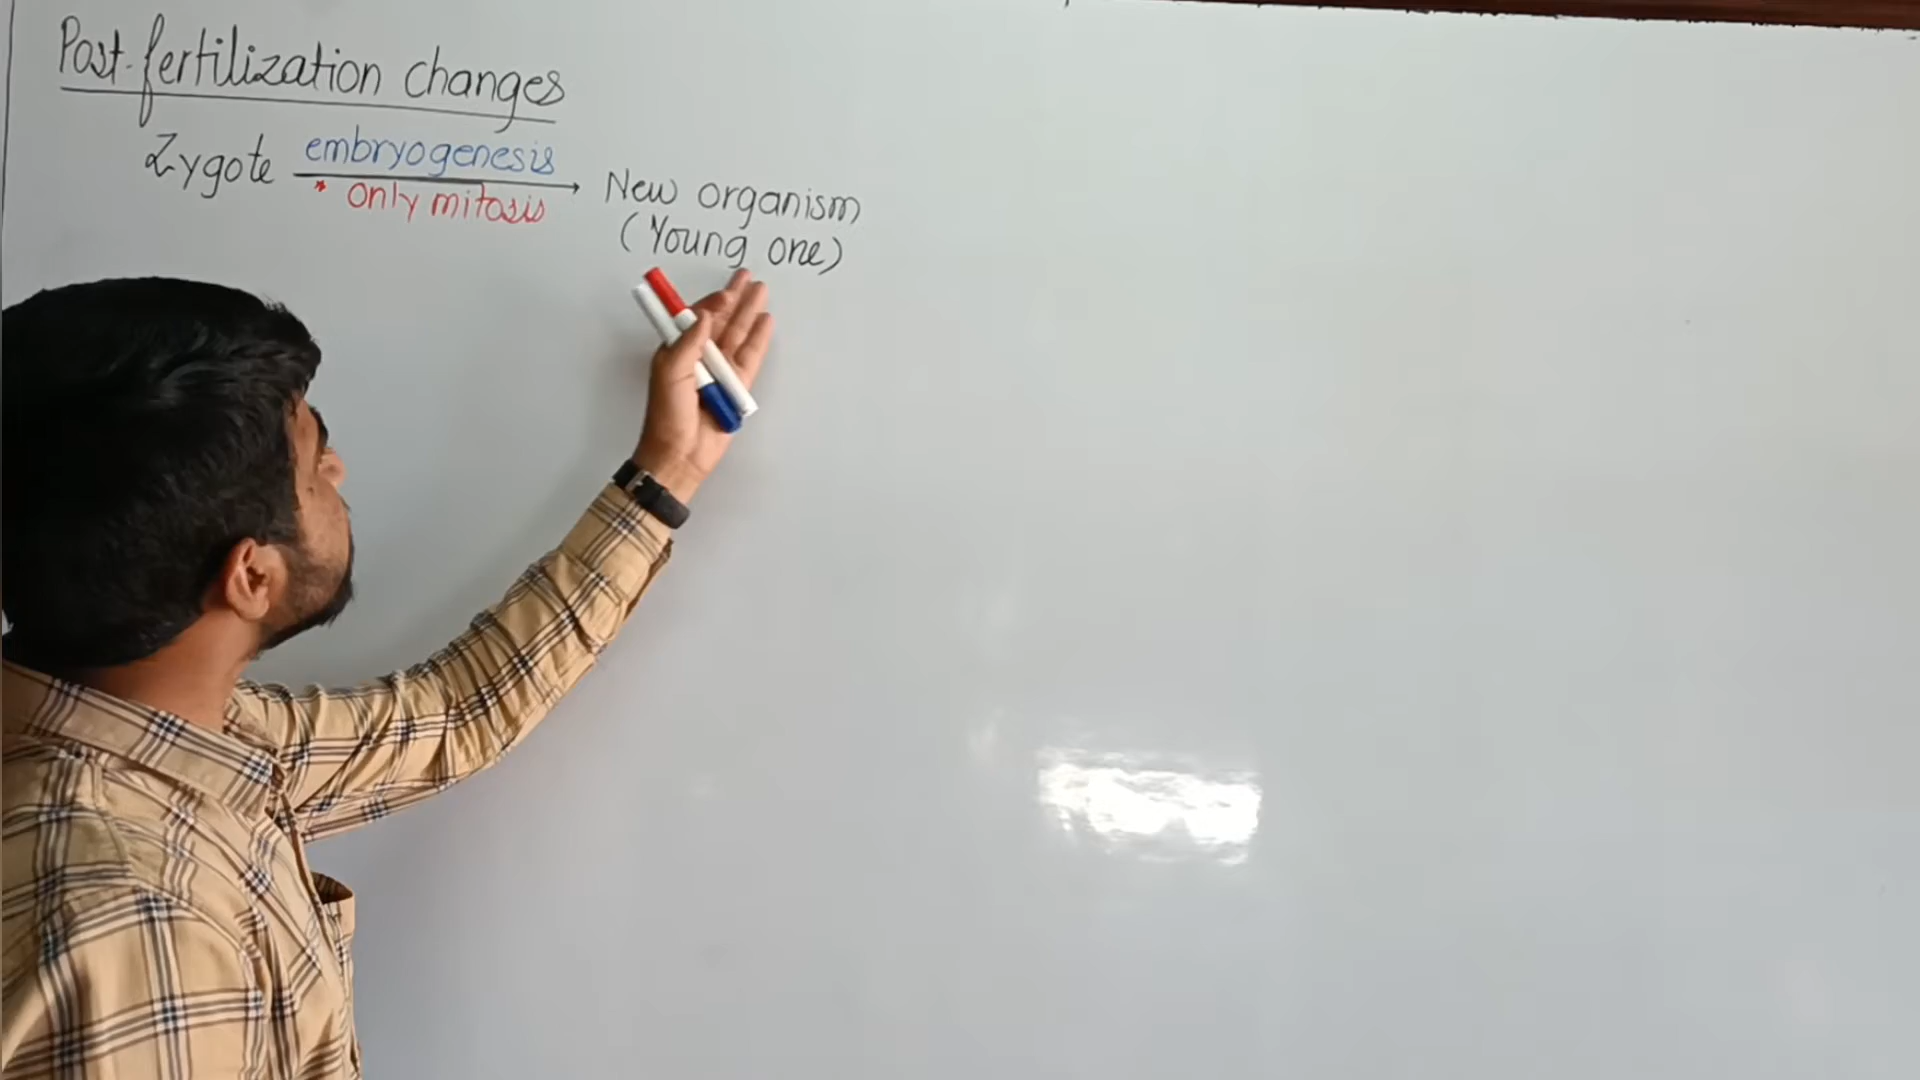 Post-fertilization changes
Zygote embryogenesis New organism
* only mitosis
(Young one)